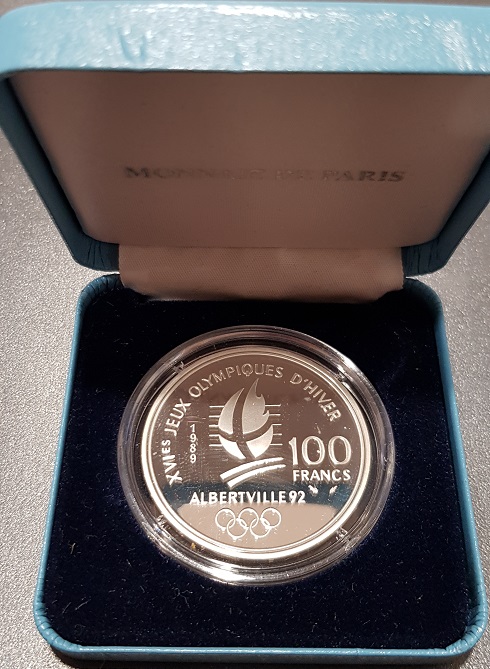 MONNAIE DE PARIS
XVIES JEUX OLYMPIQUES D'HIVER
1989
100
FRANCS
ALBERTVILLE 92